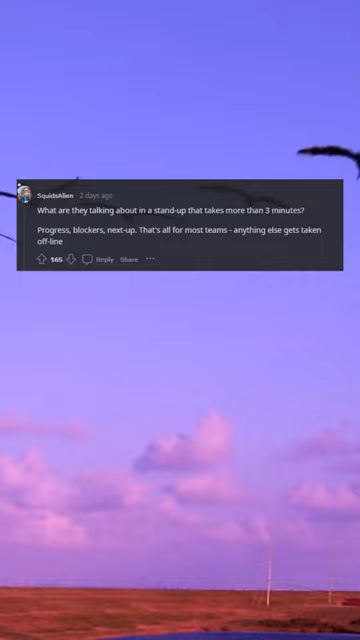 SquidsAlien · 2 days ago
What are they talking about in a stand-up that takes more than 3 minutes?
Progress, blockers, next-up. That's all for most teams - anything else gets taken
off-line
165 Reply Share ...